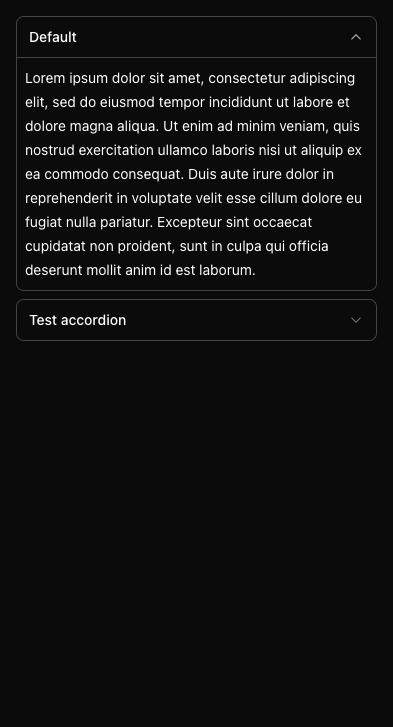 Default
Lorem ipsum dolor sit amet, consectetur adipiscing
elit, sed do eiusmod tempor incididunt ut labore et
dolore magna aliqua. Ut enim ad minim veniam, quis
nostrud exercitation ullamco laboris nisi ut aliquip ex
ea commodo consequat. Duis aute irure dolor in
reprehenderit in voluptate velit esse cillum dolore eu
fugiat nulla pariatur. Excepteur sint occaecat
cupidatat non proident, sunt in culpa qui officia
deserunt mollit anim id est laborum.
Test accordion